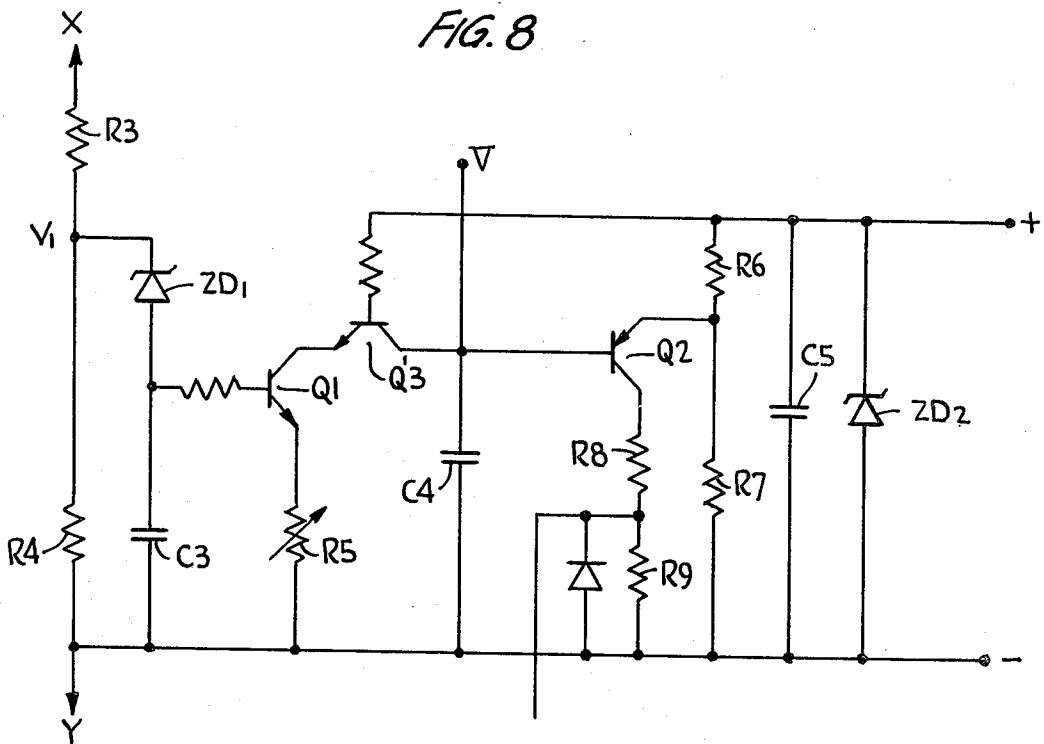 FIG. 8
X
R3
V
V1
+
ZD1
R6
Q1
Q'3
Q2
C5
ZD2
R8
C4
R7
R4
C3
R5
R9
-
Y